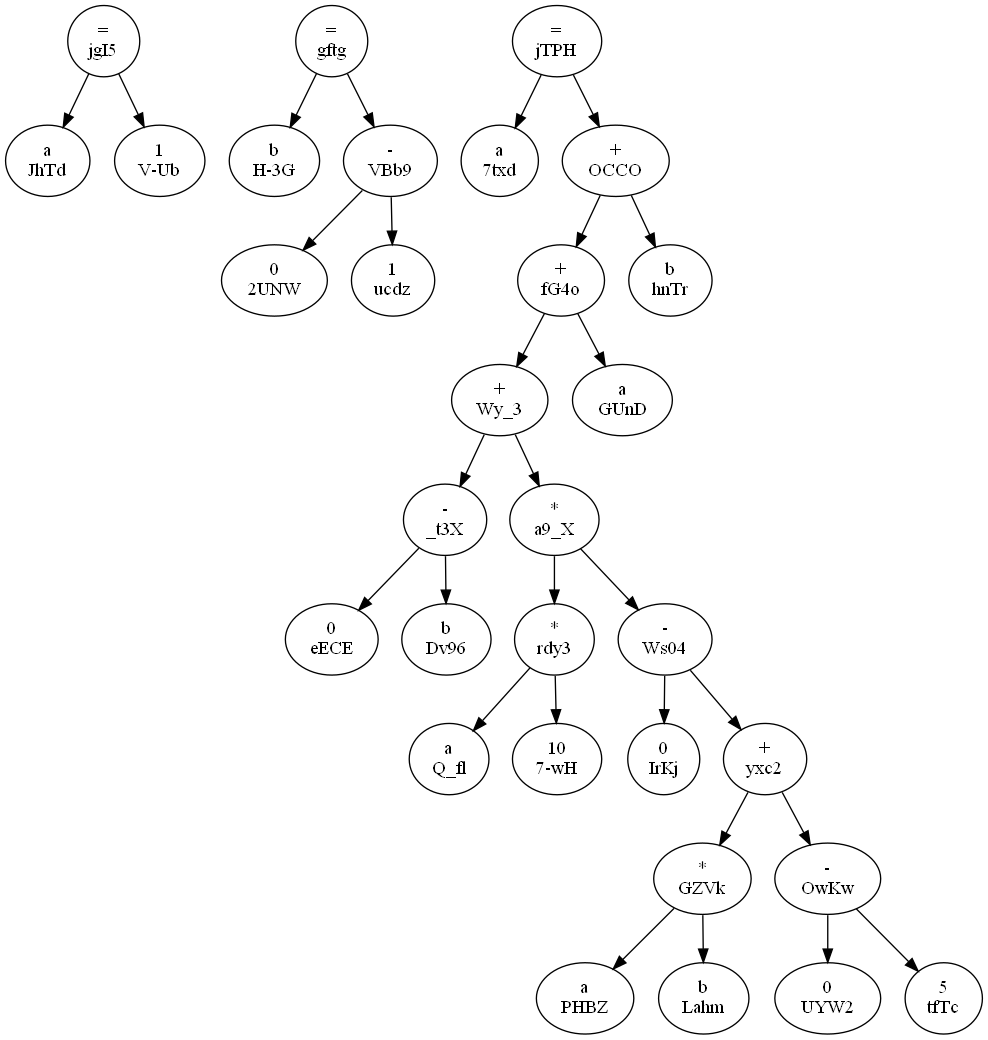 =
jgI5
=
gftg
=
jTPH
a
JhTd
1
V-Ub
b
H-3G
-
VBb9
a
7txd
+
OCCO
0
2UNW
1
ucdz
+
fG4o
b
hnTr
+
Wy_3
a
GUnD
-
_t3X
*
a9_X
0
eECE
b
Dv96
*
rdy3
-
Ws04
a
Q_fl
10
7-wH
0
IrKj
+
yxc2
*
GZVk
-
OwKw
a
PHBZ
b
Lahm
0
UYW2
5
tfTc